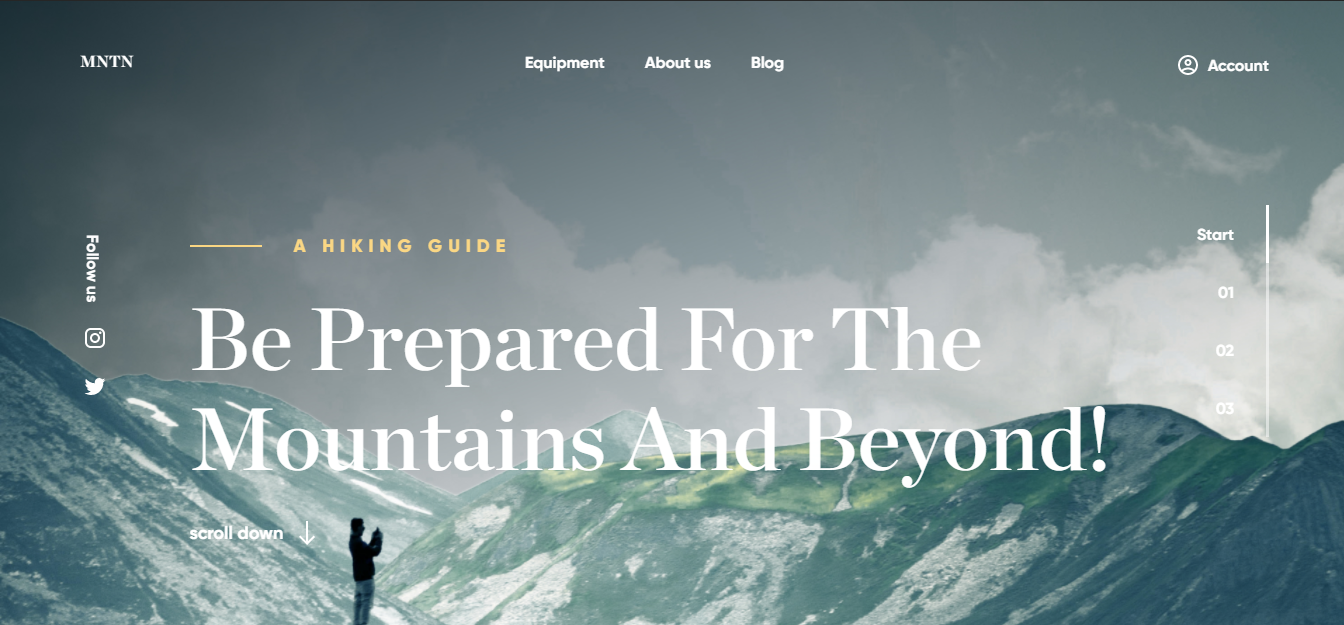 MNTN
Equipment
About us
Blog
Account
Follow us
A HIKING GUIDE
Be Prepared For The
Mountains And Beyond!
scroll down
Start
01
02
03